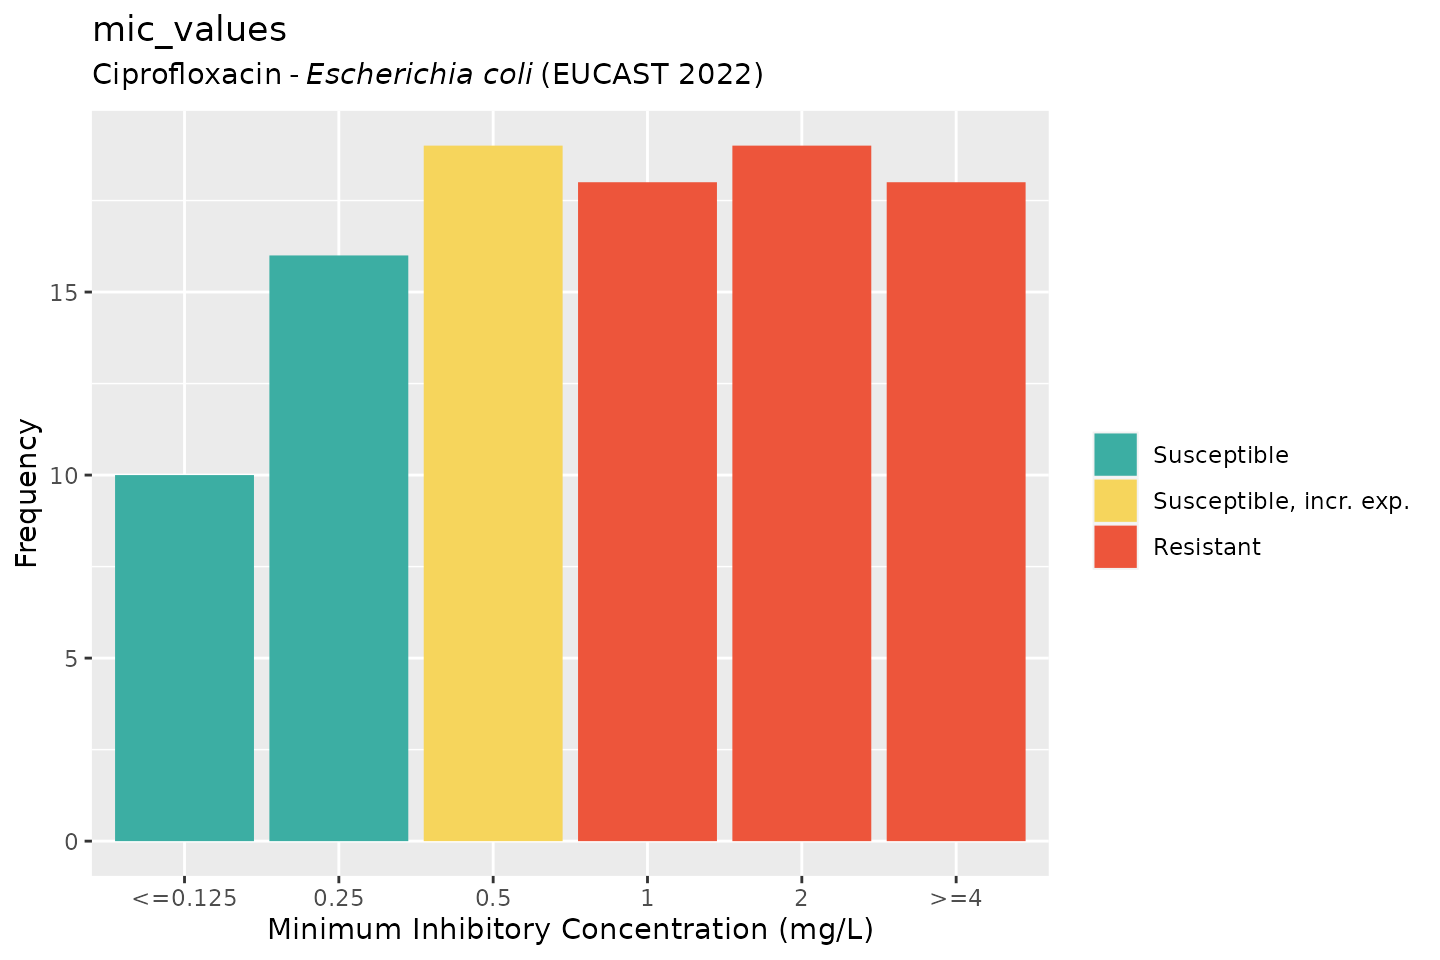 mic_values
Ciprofloxacin - Escherichia coli (EUCAST 2022)
Frequency
15
10
5
0
<=0.125 0.25 0.5 1 2 >=4
Minimum Inhibitory Concentration (mg/L)
Susceptible
Susceptible, incr. exp.
Resistant